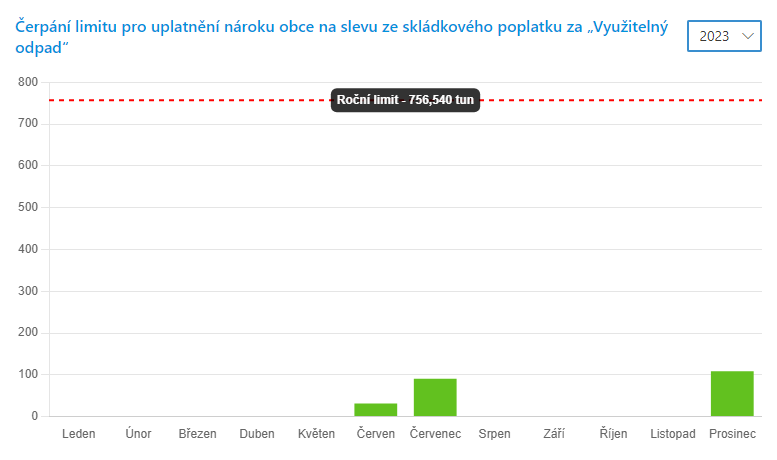 Čerpání limitu pro uplatnění nároku obce na slevu ze skládkového poplatku za „Využitelný
odpad“
2023
800
Roční limit - 756,540 tun
700
600
500
400
300
200
100
0
Leden Únor Březen Duben Květen Červen Červenec Srpen Září Říjen Listopad Prosinec